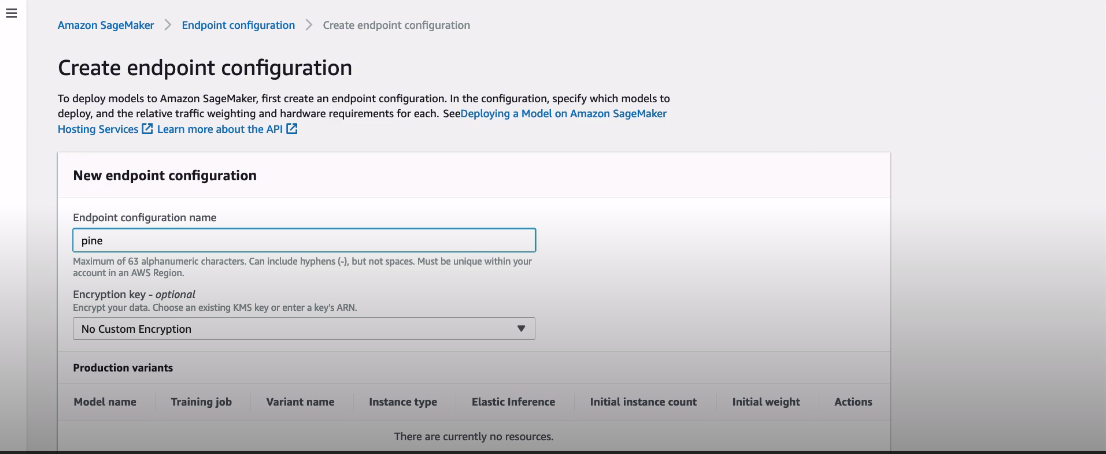 Amazon SageMaker > Endpoint configuration > Create endpoint configuration
Create endpoint configuration
To deploy models to Amazon SageMaker, first create an endpoint configuration. In the configuration, specify which models to
deploy, and the relative traffic weighting and hardware requirements for each. SeeDeploying a Model on Amazon SageMaker
Hosting Services Learn more about the API
New endpoint configuration
Endpoint configuration name
pine
Maximum of 63 alphanumeric characters. Can include hyphens (-), but not spaces. Must be unique within your
account in an AWS Region.
Encryption key - optional
Encrypt your data. Choose an existing KMS key or enter a key's ARN.
No Custom Encryption
Production variants
Model name Training job Variant name Instance type Elastic Inference Initial instance count Initial weight Actions
There are currently no resources.